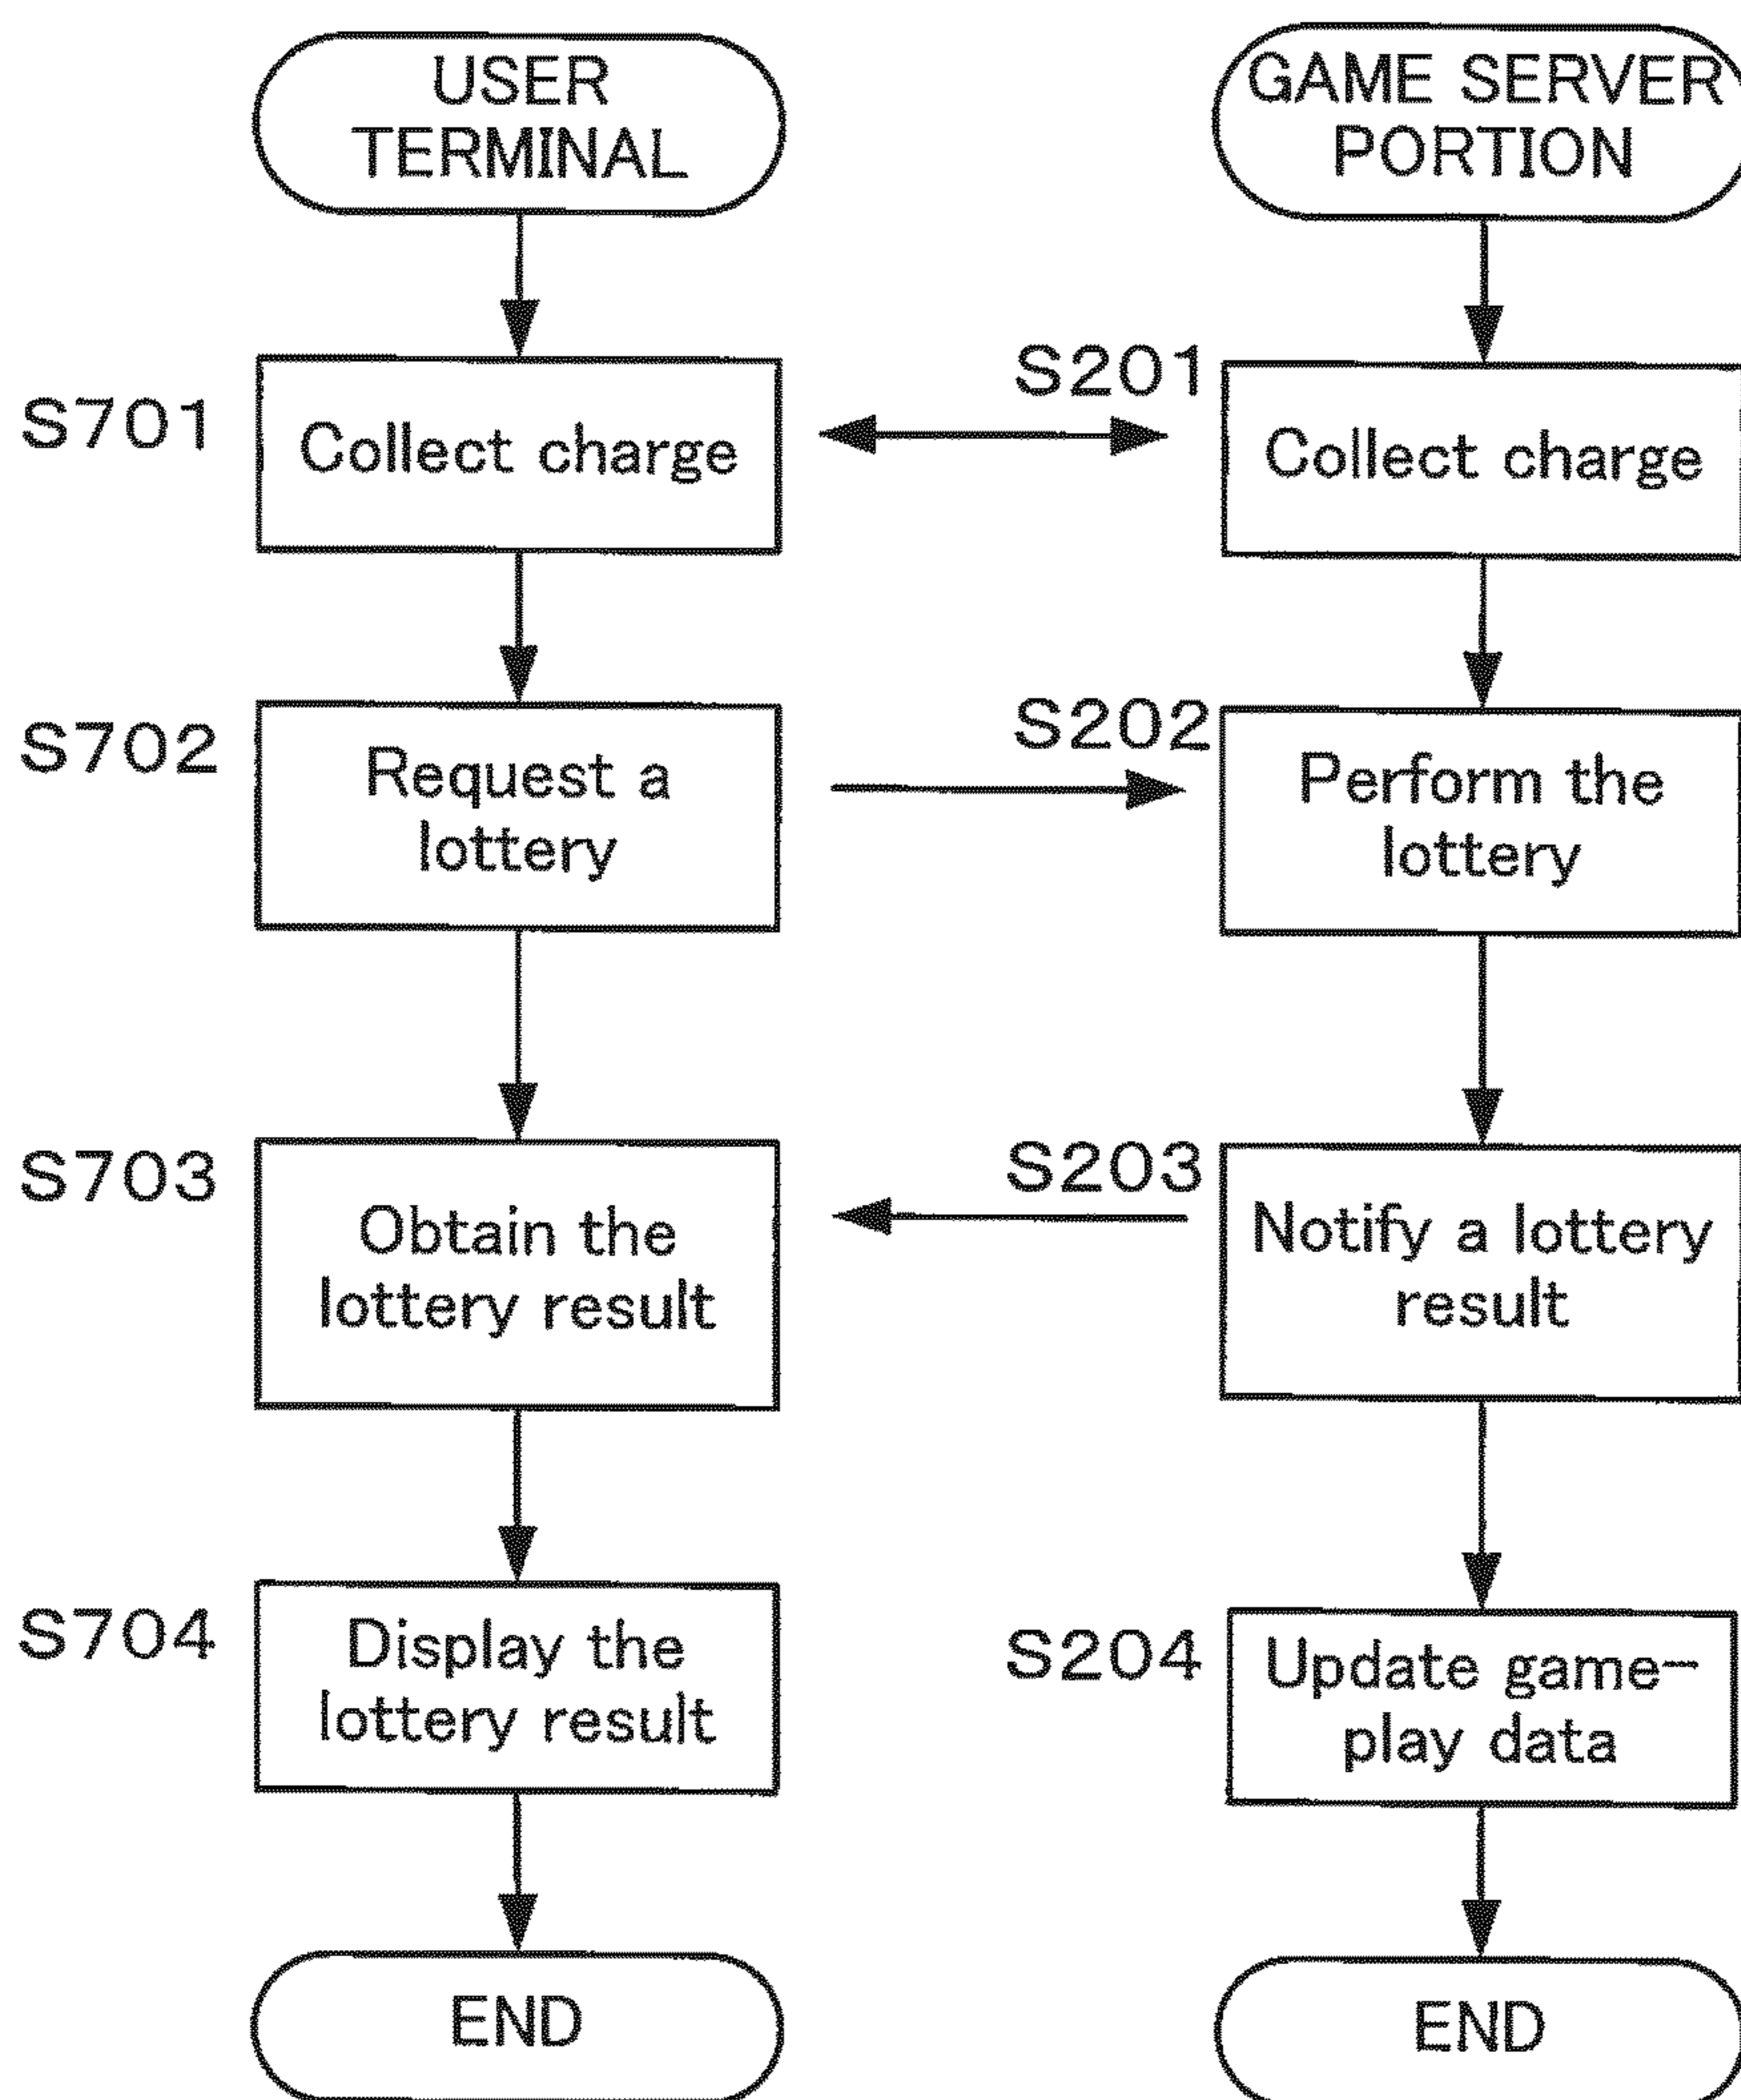 USER
TERMINAL
GAME SERVER
PORTION
S701
Collect charge
S201
Collect charge
S702
Request a
lottery
S202
Perform the
lottery
S703
Obtain the
lottery result
S203
Notify a lottery
result
S704
Display the
lottery result
S204
Update game-
play data
END
END